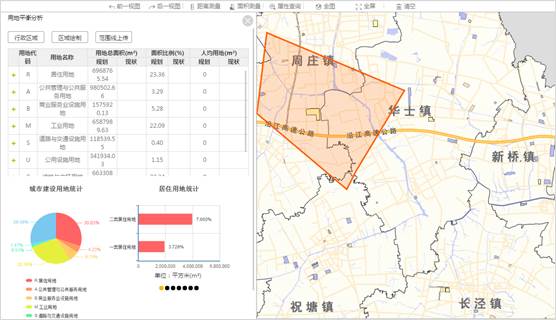 前一视图 后一视图 距离测量 面积测量 属性查询 全图 全屏 清空
用地平衡分析
行政区域 区域绘制 范围线上传
用地代码 用地名称 用地总面积(m²) 面积比例(%) 人均用地(m²)
规划 现状 规划 现状 规划 现状
R 居住用地 6968765.54 23.36 0
A 公共管理与公共服务用地 980502.66 3.29 0
B 商业服务业设施用地 1575920.13 5.28 0
M 工业用地 6587989.63 22.09 0
S 道路与交通设施用地 118539.55 0.40 0
U 公用设施用地 341934.03 1.15 0
城市建设用地统计
居住用地统计
二类居住用地 7.603%
一类居住用地 3.728%
0 2,000,000 4,000,000 6,000,000 8,000,000
单位：平方米(m²)
R 居住用地
A 公共管理与公共服务用地
B 商业服务业设施用地
M 工业用地
S 道路与交通设施用地
周庄镇
华士镇
沿江高速公路
沿江高速公路
新桥镇
祝塘镇
长泾镇